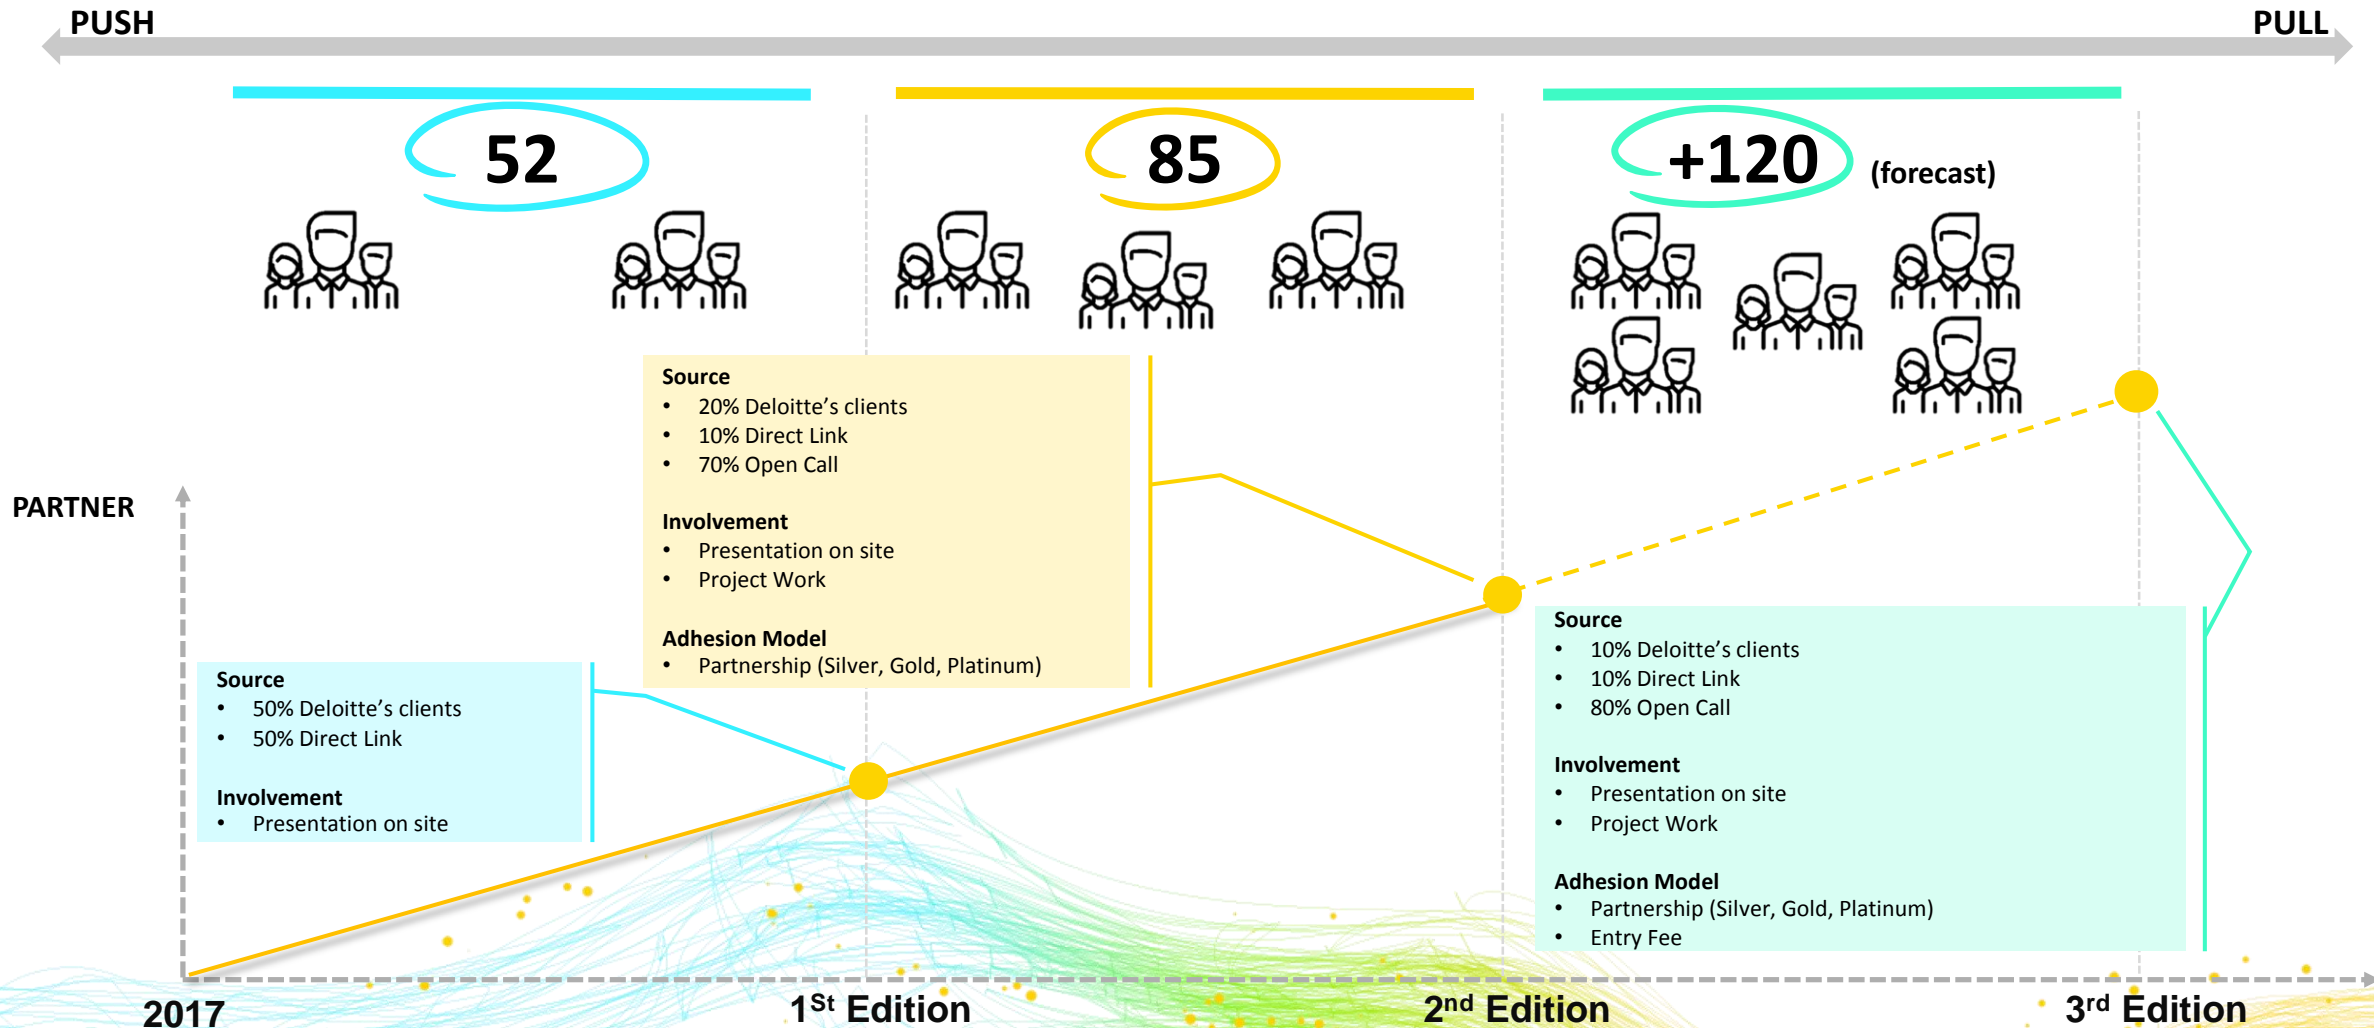 PUSH
PULL
52
85
+120 (forecast)
PARTNER
Source
• 50% Deloitte’s clients
• 50% Direct Link
Involvement
• Presentation on site
Source
• 20% Deloitte’s clients
• 10% Direct Link
• 70% Open Call
Involvement
• Presentation on site
• Project Work
Adhesion Model
• Partnership (Silver, Gold, Platinum)
Source
• 10% Deloitte’s clients
• 10% Direct Link
• 80% Open Call
Involvement
• Presentation on site
• Project Work
Adhesion Model
• Partnership (Silver, Gold, Platinum)
• Entry Fee
2017
1St Edition
2nd Edition
3rd Edition